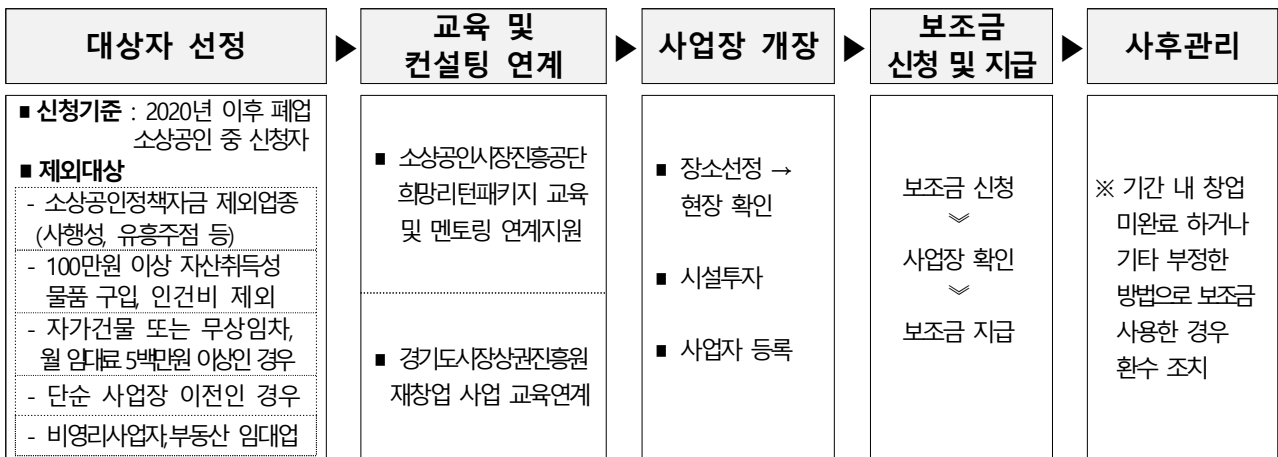 대상자 선정
▶
교육 및
컨설팅 연계
▶
사업장 개장
▶
보조금
신청 및 지급
▶
사후관리
■ 신청기준 : 2020년 이후 폐업
소상공인 중 신청자
■ 제외대상
- 소상공인정책자금 제외업종
(사행성, 유흥주점 등)
- 100만원 이상 자산취득성
물품 구입, 인건비 제외
- 자가건물 또는 무상임차,
월 임대료 5백만원 이상인 경우
- 단순 사업장 이전인 경우
- 비영리사업자,부동산 임대업
■ 소상공인시장진흥공단
희망리턴패키지 교육
및 멘토링 연계지원
■ 경기도시장상권진흥원
재창업 사업 교육연계
■ 장소선정 →
현장 확인
■ 시설투자
■ 사업자 등록
보조금 신청
︾
사업장 확인
︾
보조금 지급
※ 기간 내 창업
미완료 하거나
기타 부정한
방법으로 보조금
사용한 경우
환수 조치